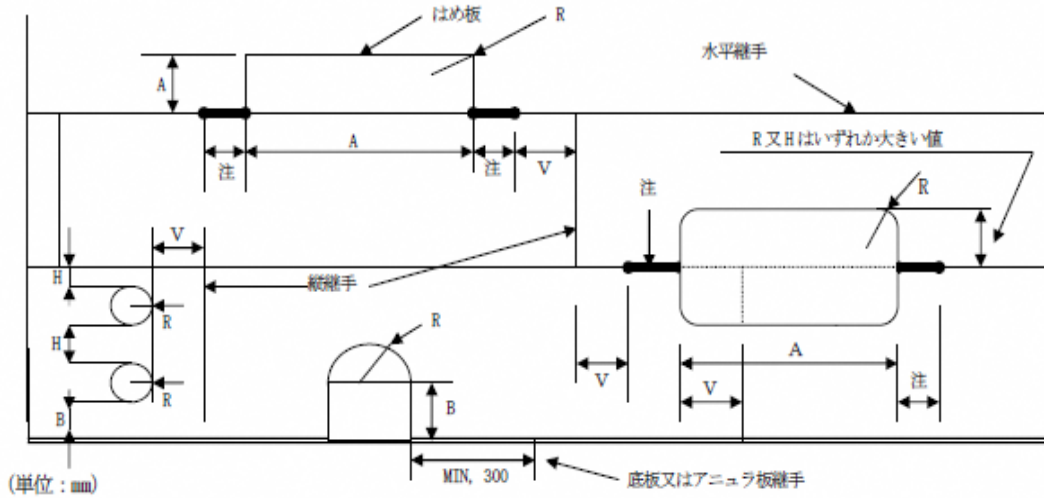 はめ板
R
水平継手
A
A
注
注
V
R又Hはいずれか大きい値
注
R
V
H
縦継手
R
R
H
R
B
B
V
A
V
注
MIN, 300
底板又はアニュラ板継手
(単位：mm)